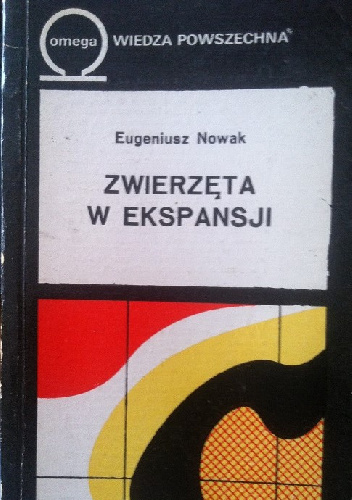 omega WIEDZA POWSZECHNA®
Eugeniusz Nowak
ZWIERZĘTA
W EKSPANSJI